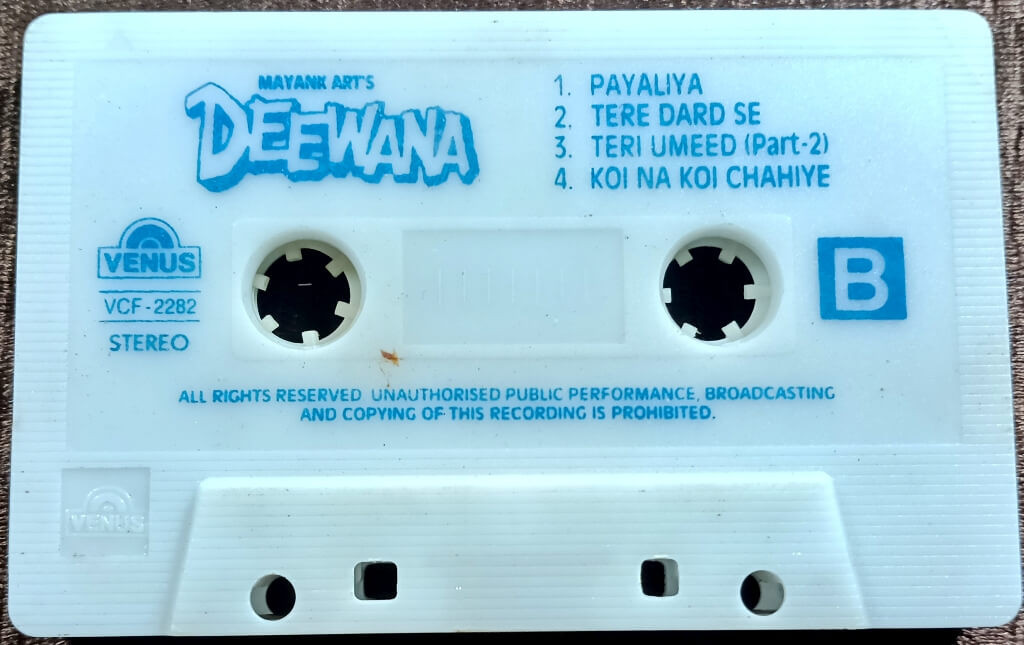 MAYANK ART'S
DEEWANA
1. PAYALIYA
2. TERE DARD SE
3. TERI UMEED (Part-2)
4. KOI NA KOI CHAHIYE
VENUS
VCF-2282
STEREO
B
ALL RIGHTS RESERVED UNAUTHORISED PUBLIC PERFORMANCE, BROADCASTING
AND COPYING OF THIS RECORDING IS PROHIBITED.
VENUS